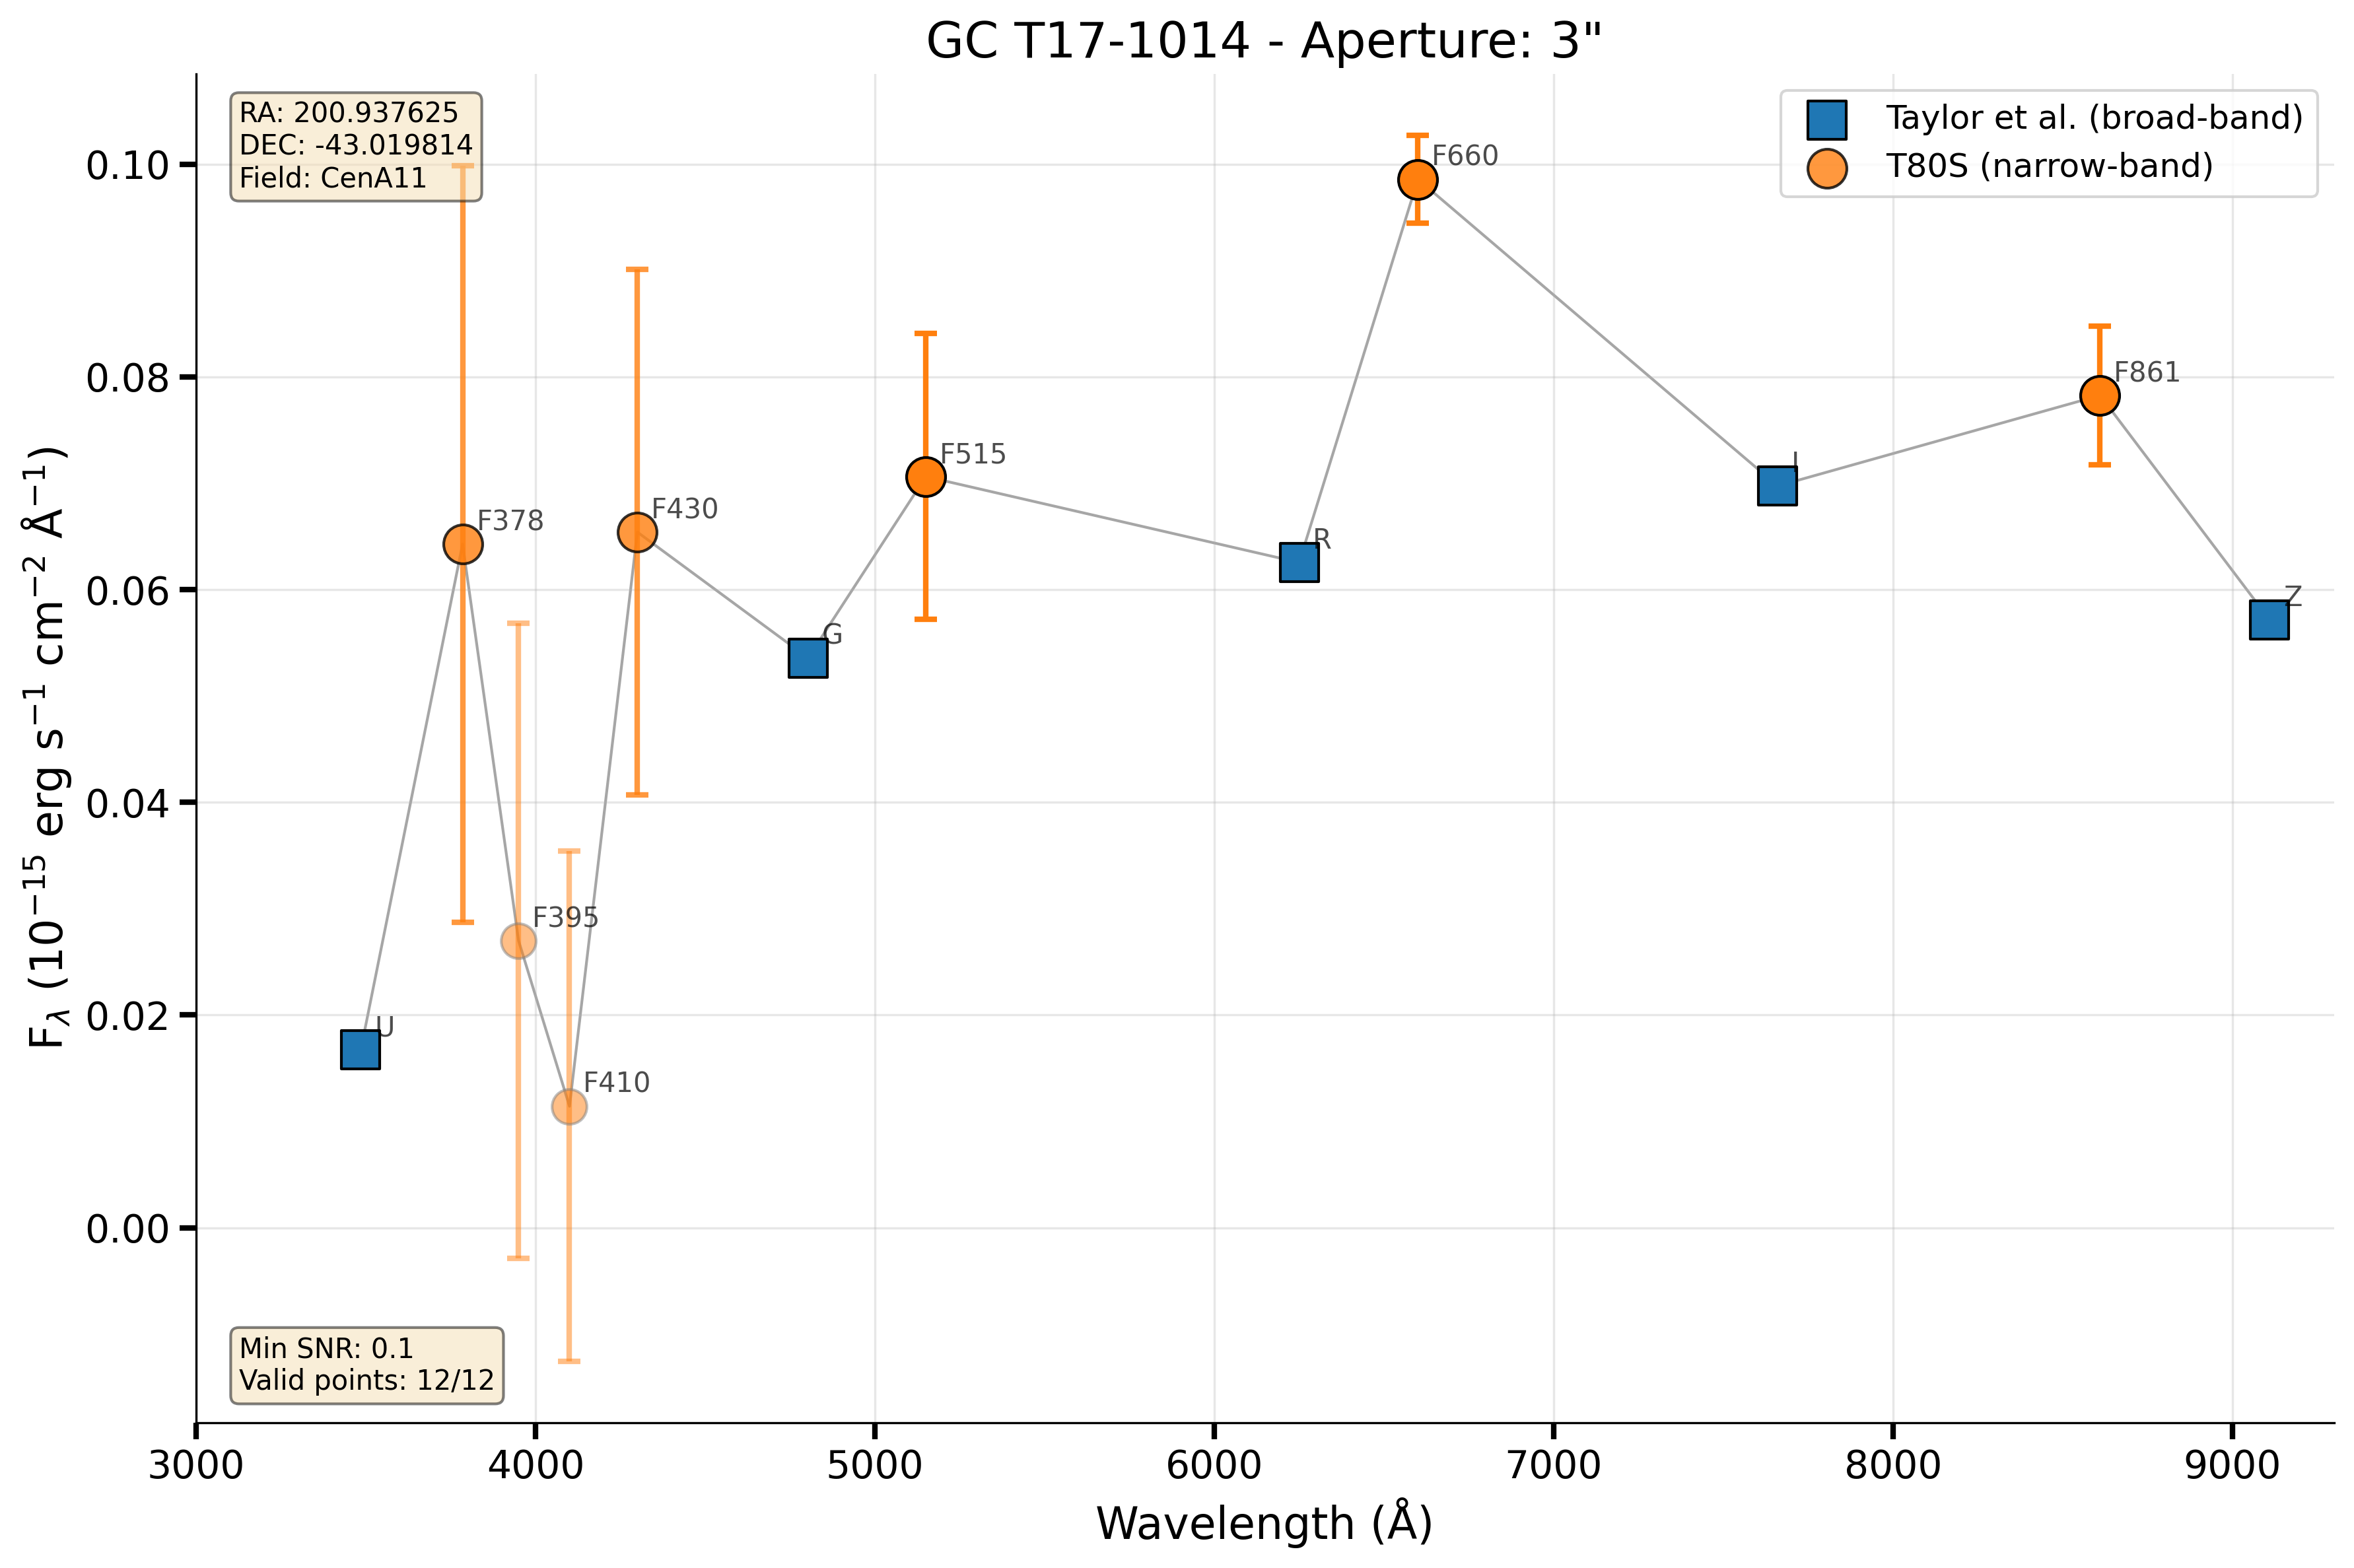 GC T17-1014 - Aperture: 3"
RA: 200.937625
DEC: -43.019814
Field: CenA11
Taylor et al. (broad-band)
T80S (narrow-band)
F660
F861
F515
F378
F430
I
R
G
Z
F395
F410
U
Min SNR: 0.1
Valid points: 12/12
0.10
0.08
0.06
0.04
0.02
0.00
F_λ (10⁻¹⁵ erg s⁻¹ cm⁻² Å⁻¹)
3000 4000 5000 6000 7000 8000 9000
Wavelength (Å)